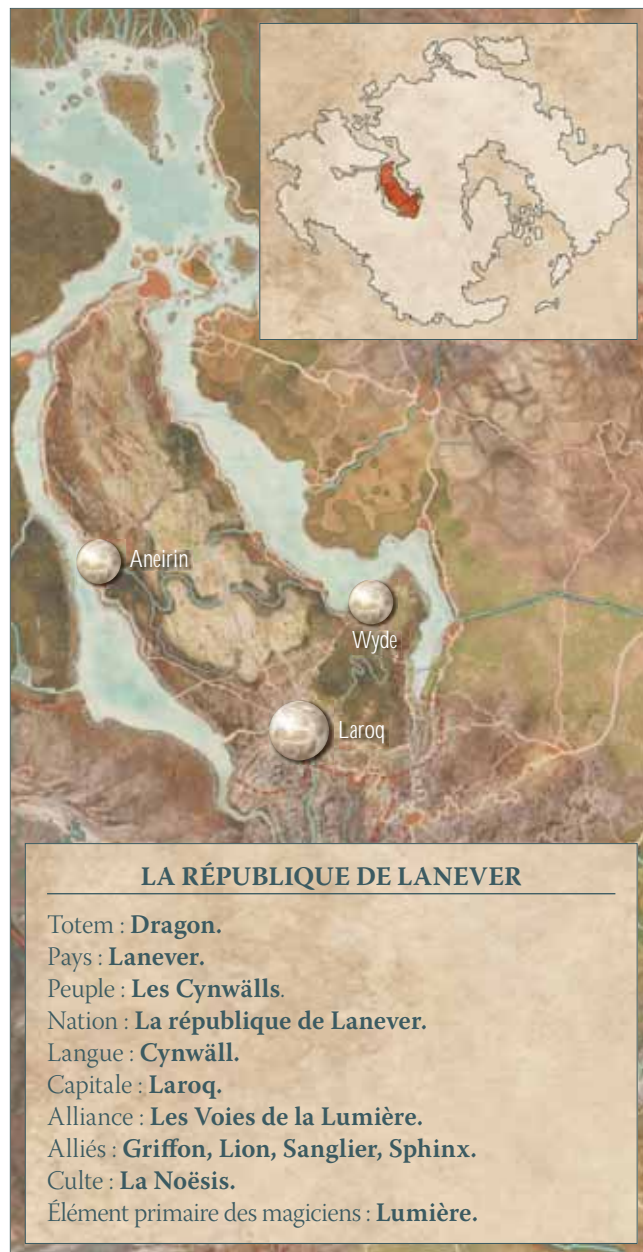 Aneirin
Wyde
Laroq
LA RÉPUBLIQUE DE LANEVER
Totem : Dragon.
Pays : Lanever.
Peuple : Les Cynwälls.
Nation : La république de Lanever.
Langue : Cynwäll.
Capitale : Laroq.
Alliance : Les Voies de la Lumière.
Alliés : Griffon, Lion, Sanglier, Sphinx.
Culte : La Noësis.
Élément primaire des magiciens : Lumière.